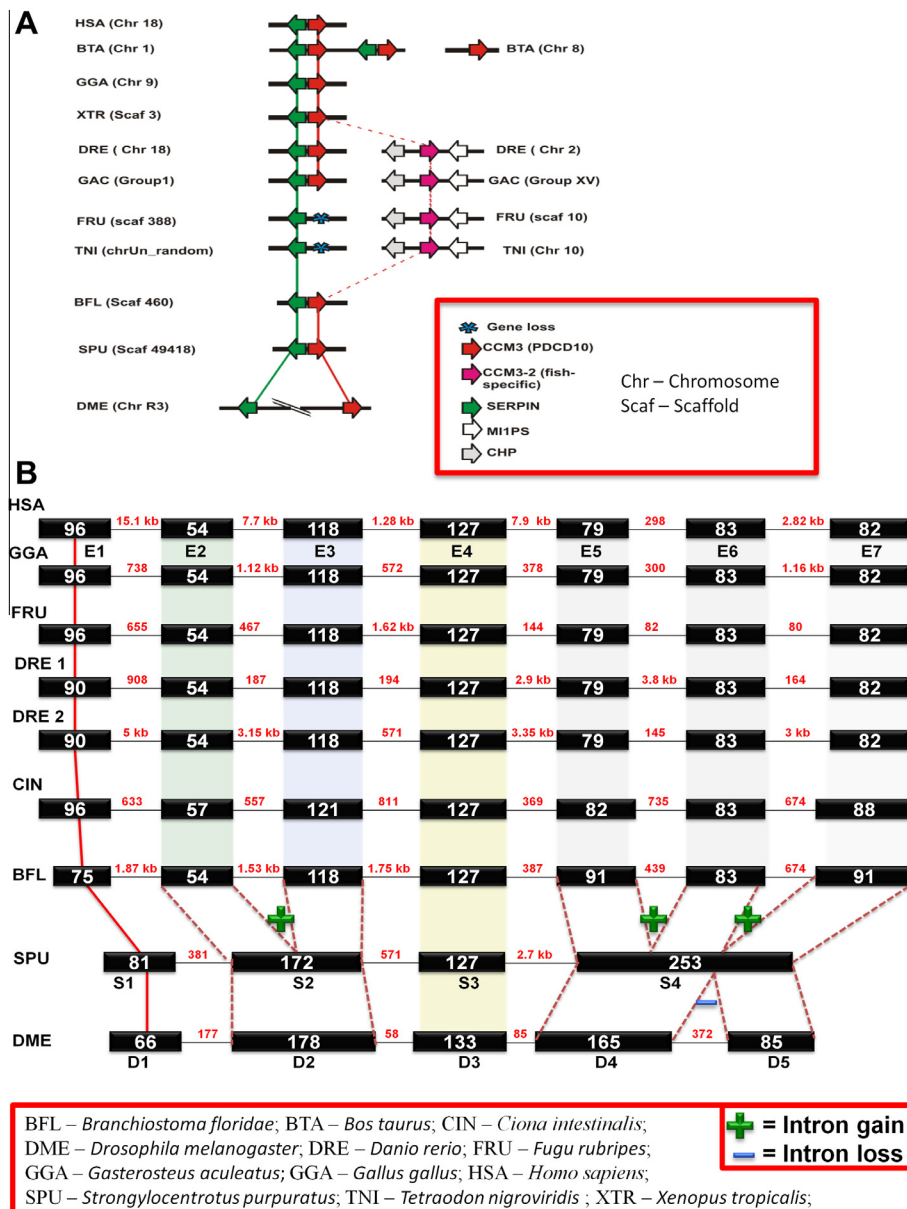 A
HSA (Chr 18)
BTA (Chr 1)
BTA (Chr 8)
GGA (Chr 9)
XTR (Scaf 3)
DRE ( Chr 18)
DRE ( Chr 2)
GAC (Group1)
GAC (Group XV)
FRU (scaf 388)
FRU (scaf 10)
TNI (chrUn_random)
TNI (Chr 10)
BFL (Scaf 460)
SPU (Scaf 49418)
DME (Chr R3)
Gene loss
CCM3 (PDCD10)
CCM3-2 (fish-
specific)
SERPIN
MI1PS
CHP
Chr – Chromosome
Scaf – Scaffold
B
HSA
96 15.1 kb 54 7.7 kb 118 1.28 kb 127 7.9 kb 79 298 83 2.82 kb 82
E1 E2 E3 E4 E5 E6 E7
GGA
96 738 54 1.12 kb 118 572 127 378 79 300 83 1.16 kb 82
FRU
96 655 54 467 118 1.62 kb 127 144 79 82 83 80 82
DRE 1
90 908 54 187 118 194 127 2.9 kb 79 3.8 kb 83 164 82
DRE 2
90 5 kb 54 3.15 kb 118 571 127 3.35 kb 79 145 83 3 kb 82
CIN
96 633 57 557 121 811 127 369 82 735 83 674 88
BFL 75 1.87 kb 54 1.53 kb 118 1.75 kb 127 387 91 439 83 674 91
SPU 81 381 172 571 127 2.7 kb 253
S1 S2 S3 S4
DME 66 177 178 58 133 85 165 372 85
D1 D2 D3 D4 D5
BFL – Branchiostoma floridae; BTA – Bos taurus; CIN – Ciona intestinalis;
DME – Drosophila melanogaster; DRE – Danio rerio; FRU – Fugu rubripes;
GGA – Gasterosteus aculeatus; GGA – Gallus gallus; HSA – Homo sapiens;
SPU – Strongylocentrotus purpuratus; TNI – Tetraodon nigroviridis ; XTR – Xenopus tropicalis;
= Intron gain
= Intron loss